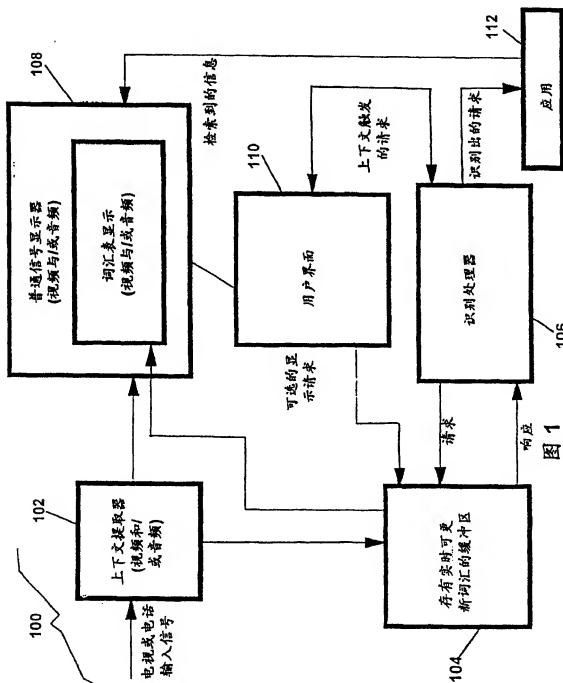 100
电视或电话
输入信号
102
上下文提取器
(视频和/
或音频)
108
普通信号显示器
(视频与/或音频)
词汇表显示
(视频与/或音频)
检索到的信息
110
用户界面
可选的显
示请求
上下文触发
的请求
104
存有实时可更
新词汇的缓冲区
请求
响应
识别处理器
106
识别出的请求
应用
112
图 1